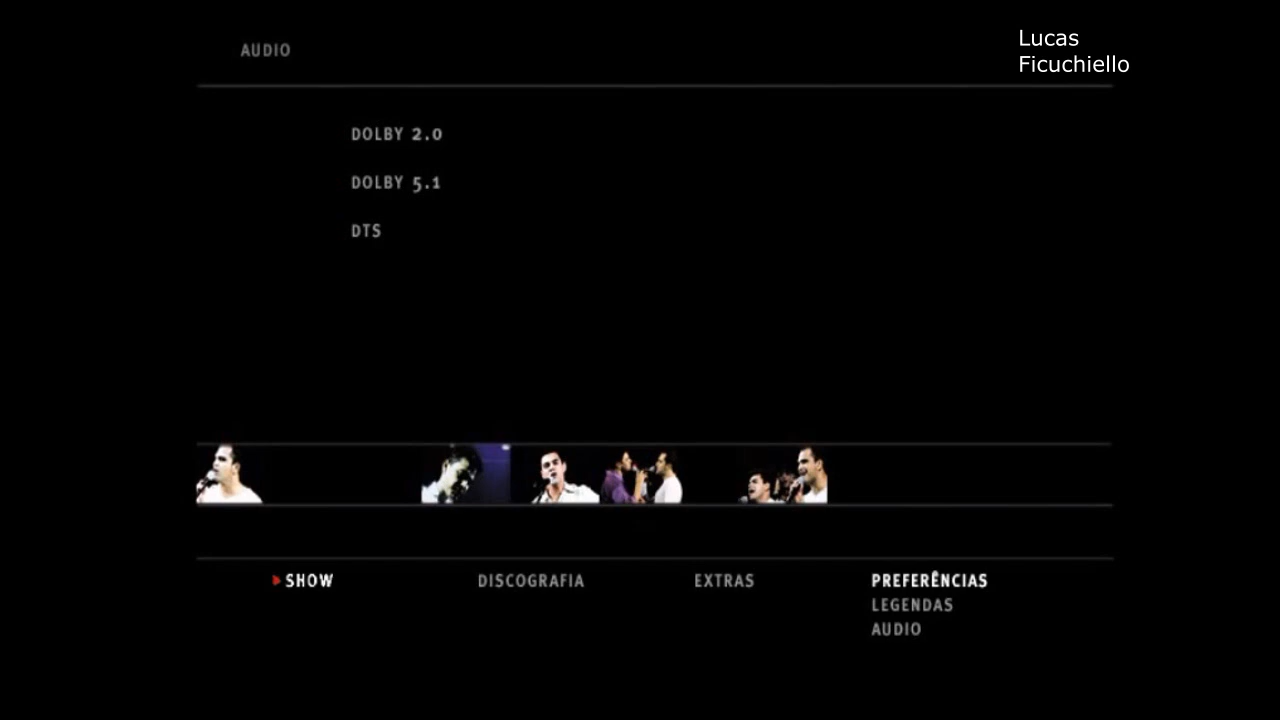 AUDIO
Lucas
Ficuchiello
DOLBY 2.0
DOLBY 5.1
DTS
SHOW
DISCOGRAFIA
EXTRAS
PREFERÊNCIAS
LEGENDAS
AUDIO